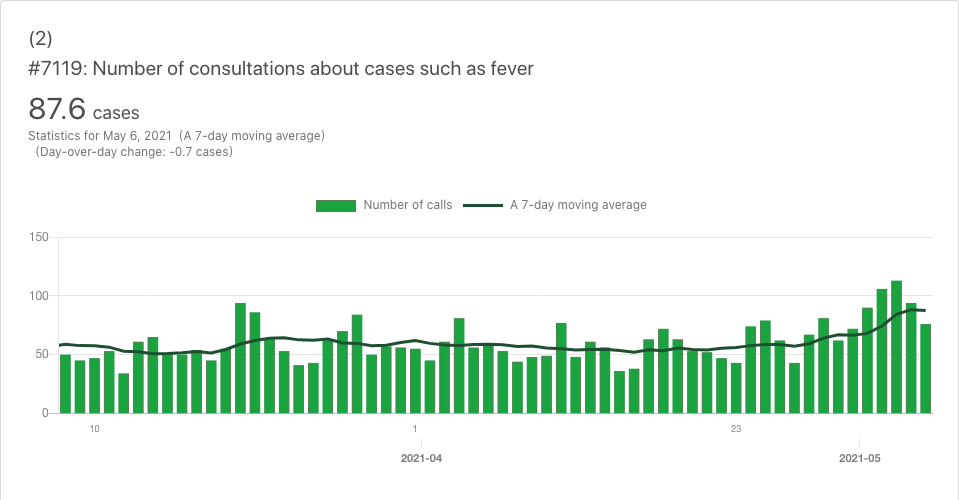 (2)
#7119: Number of consultations about cases such as fever
87.6 cases
Statistics for May 6, 2021 (A 7-day moving average)
(Day-over-day change: -0.7 cases)
Number of calls A 7-day moving average
150
100
50
0
10 1 23
2021-04 2021-05